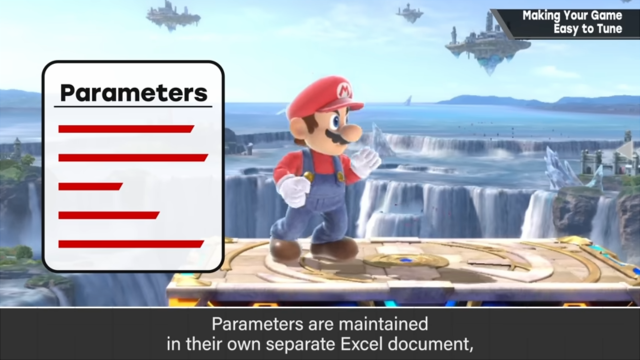 Making Your Game
Easy to Tune
Parameters
Parameters are maintained
in their own separate Excel document,